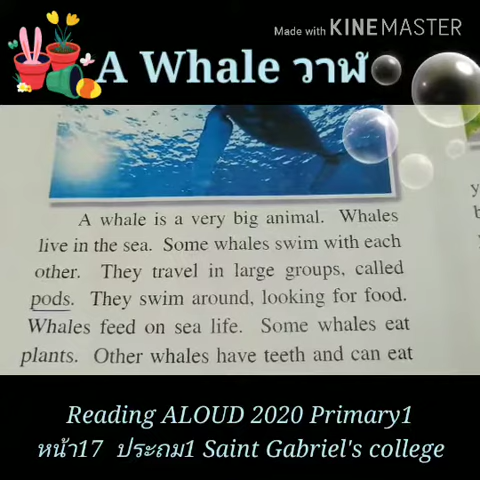 Made with KINEMASTER
A Whale วาฬ
A whale is a very big animal. Whales
live in the sea. Some whales swim with each
other. They travel in large groups, called
pods. They swim around, looking for food.
Whales feed on sea life. Some whales eat
plants. Other whales have teeth and can eat
Reading ALOUD 2020 Primary1
หน้า17 ประถม1 Saint Gabriel's college